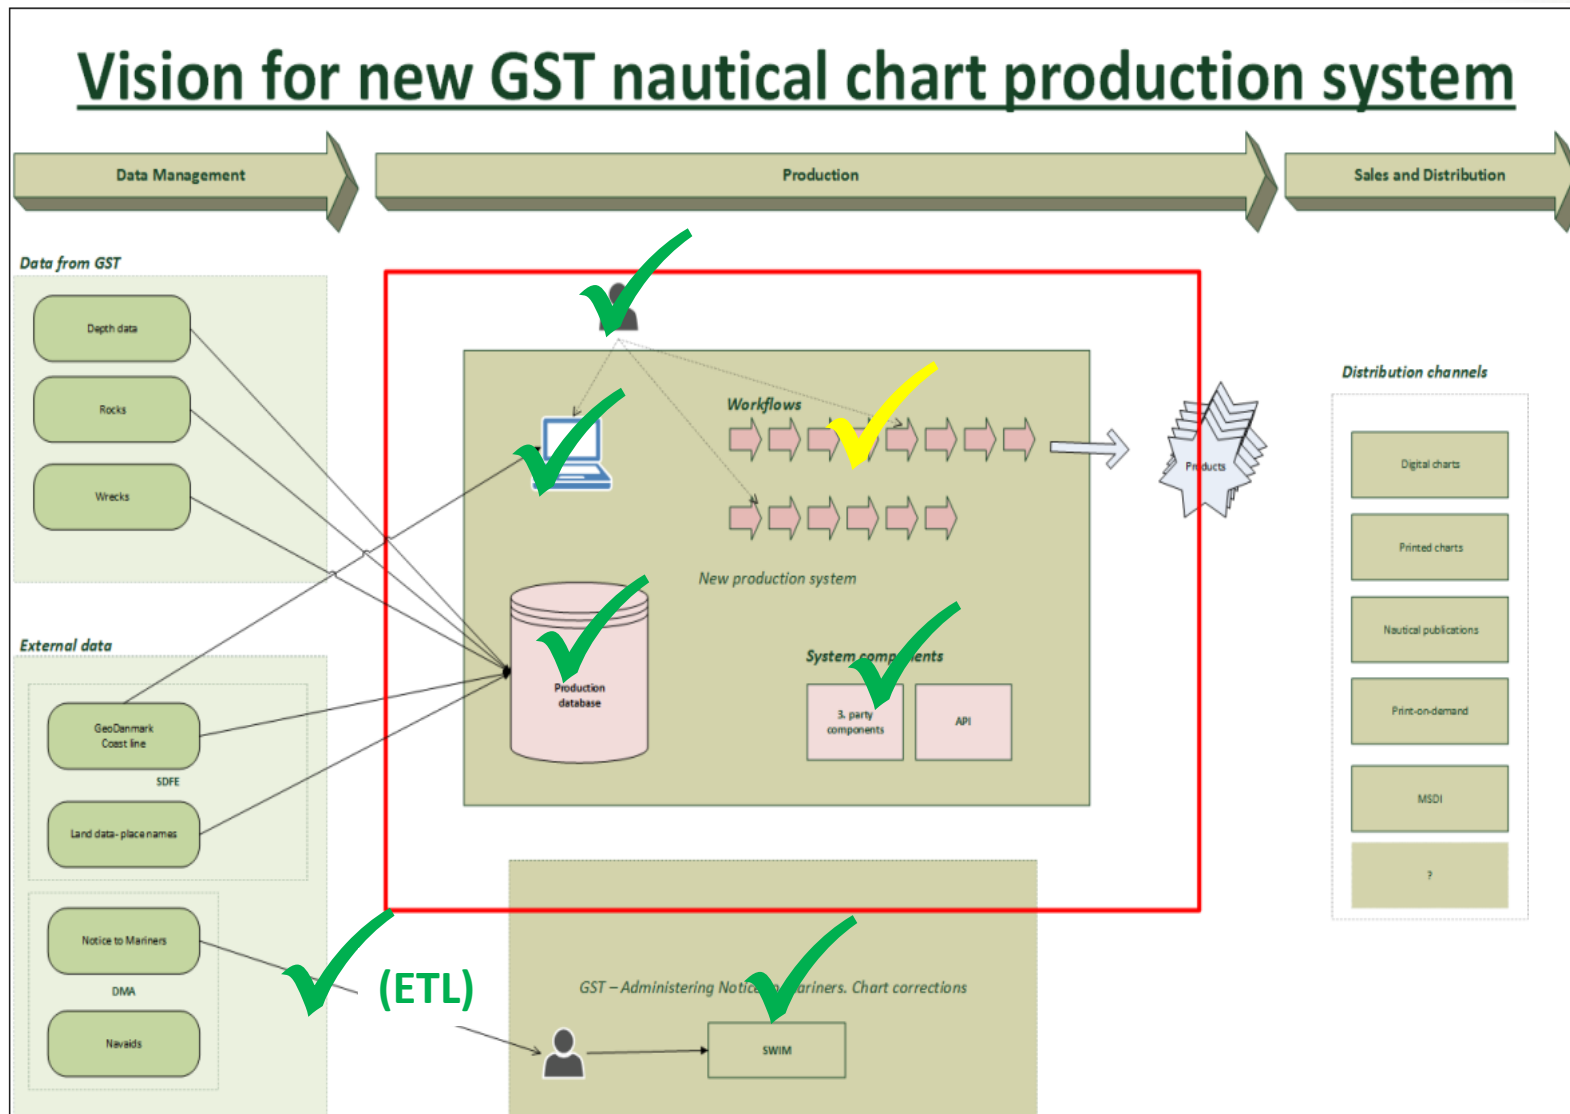 Vision for new GST nautical chart production system
Data Management
Production
Sales and Distribution
Data from GST
Depth data
Rocks
Wrecks
External data
GeoDanmark
Coast line
SDFE
Land data- place names
Notice to Mariners
DMA
Navaids
(ETL)
Workflows
New production system
Production
database
System components
3. party
components
API
Products
GST – Administering Notice to Mariners. Chart corrections
SWIM
Distribution channels
Digital charts
Printed charts
Nautical publications
Print-on-demand
MSDI
?